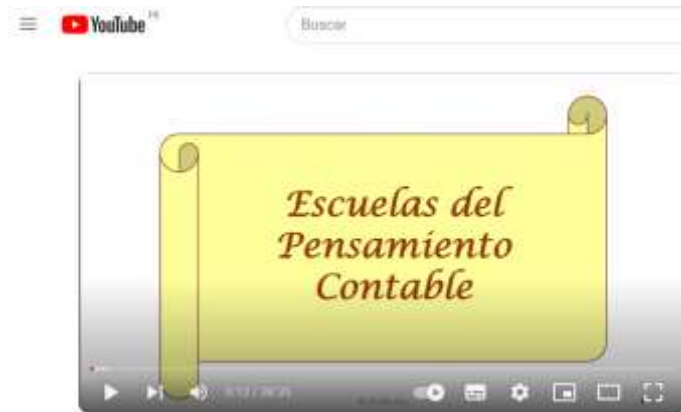 YouTube
Buscar
Escuelas del
Pensamiento
Contable